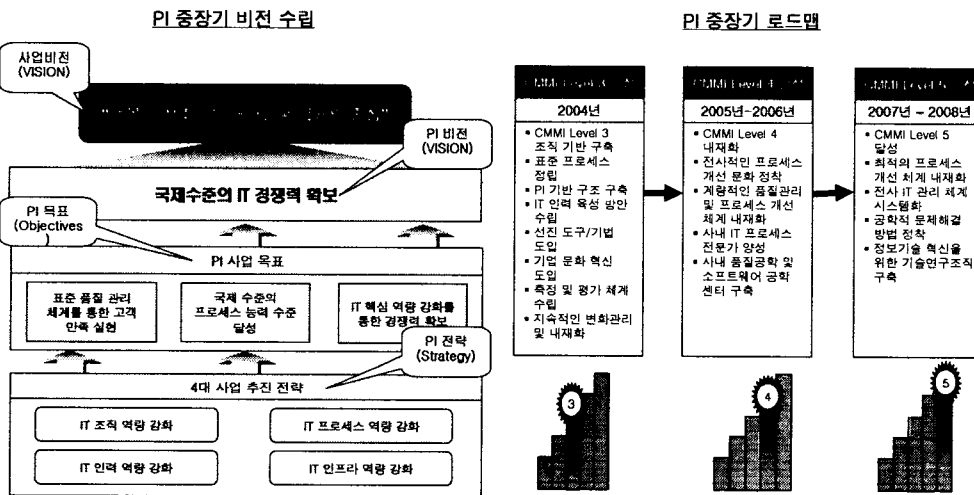 PI 중장기 비전 수립
사업비전
(VISION)
PI 비전
(VISION)
국제수준의 IT 경쟁력 확보
PI 목표
(Objectives
)
PI 사업 목표
표준 품질 관리
체계를 통한 고객
만족 실현
국제 수준의
프로세스 능력 수준
달성
IT 핵심 역량 강화를
통한 경쟁력 확보
PI 전략
(Strategy)
4대 사업 추진 전략
IT 조직 역량 강화
IT 프로세스 역량 강화
IT 인력 역량 강화
IT 인프라 역량 강화
PI 중장기 로드맵
CMMI Level 3
2004년
▪ CMMI Level 3
조직 기반 구축
▪ 표준 프로세스
정립
▪ PI 기반 구조 구축
▪ IT 인력 육성 방안
수립
▪ 선진 도구/기법
도입
▪ 기업 문화 혁신
도입
▪ 측정 및 평가 체계
수립
▪ 지속적인 변화관리
및 내재화
3
CMMI Level 4
2005년~2006년
▪ CMMI Level 4
내재화
▪ 전사적인 프로세스
개선 문화 정착
▪ 계량적인 품질관리
및 프로세스 개선
체계 내재화
▪ 사내 IT 프로세스
전문가 양성
▪ 사내 품질공학 및
소프트웨어 공학
센터 구축
4
CMMI Level 5
2007년 ~ 2008년
▪ CMMI Level 5
달성
▪ 최적의 프로세스
개선 체계 내재화
▪ 전사 IT 관리 체계
시스템화
▪ 공학적 문제해결
방법 정착
▪ 정보기술 혁신을
위한 기술연구조직
구축
5